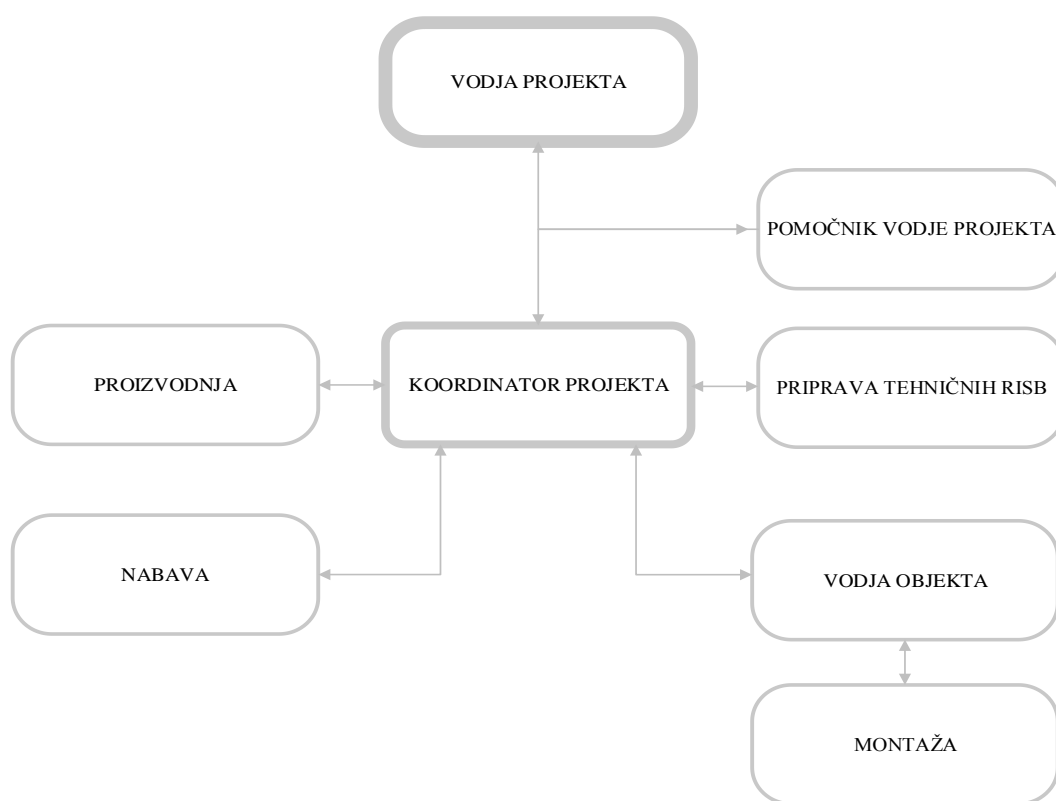 VODJA PROJEKTA
POMOČNIK VODJE PROJEKTA
PROIZVODNJA
KOORDINATOR PROJEKTA
PRIPRAVA TEHNIČNIH RISB
NABAVA
VODJA OBJEKTA
MONTAŽA